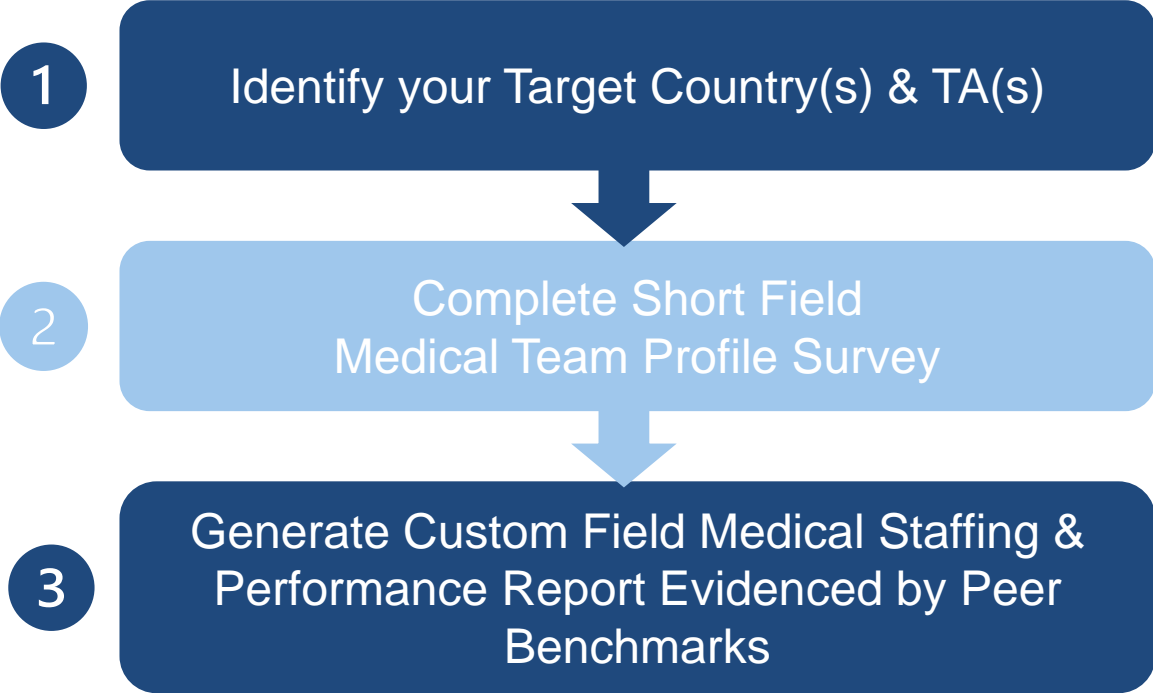 1
Identify your Target Country(s) & TA(s)
2
Complete Short Field
Medical Team Profile Survey
3
Generate Custom Field Medical Staffing &
Performance Report Evidenced by Peer
Benchmarks